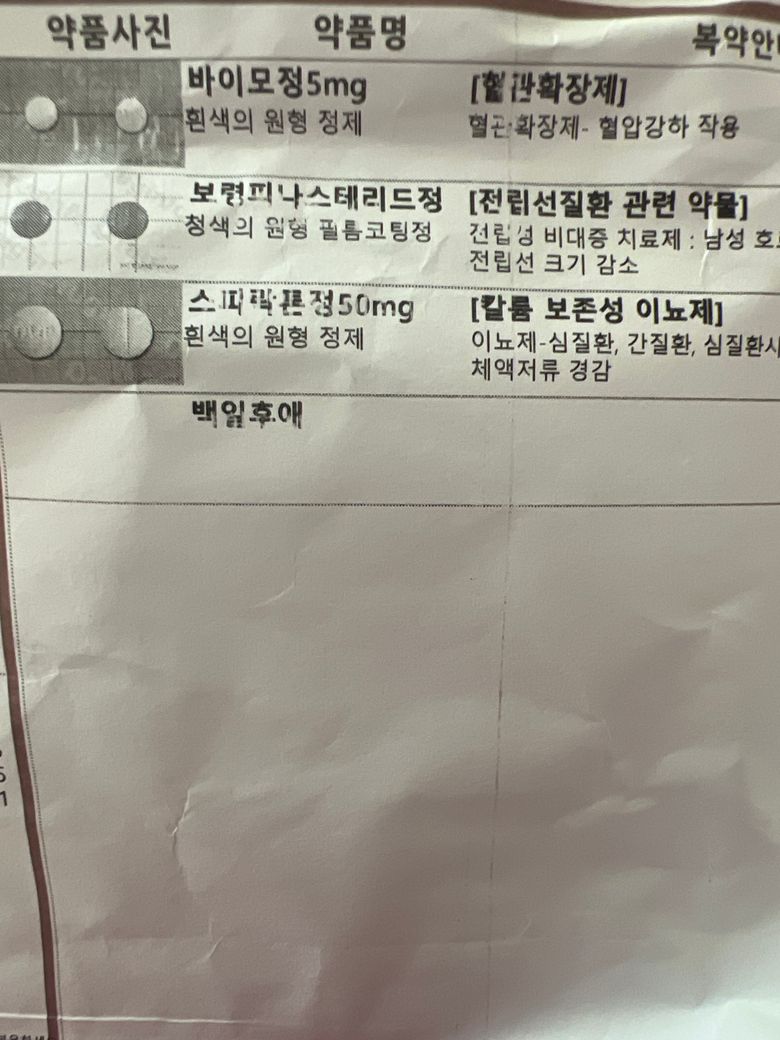 약품사진 약품명 복약안
바이모정5mg [혈관확장제]
흰색의 원형 정제 혈관확장제- 혈압강하 작용
보령피나스테리드정 [전립선질환 관련 약물]
청색의 원형 필름코팅정 전립성 비대증 치료제 : 남성 호
전립선 크기 감소
스피락톤정50mg [칼륨 보존성 이뇨제]
흰색의 원형 정제 이뇨제-심질환, 간질환, 심질환시
체액저류 경감
백일후애